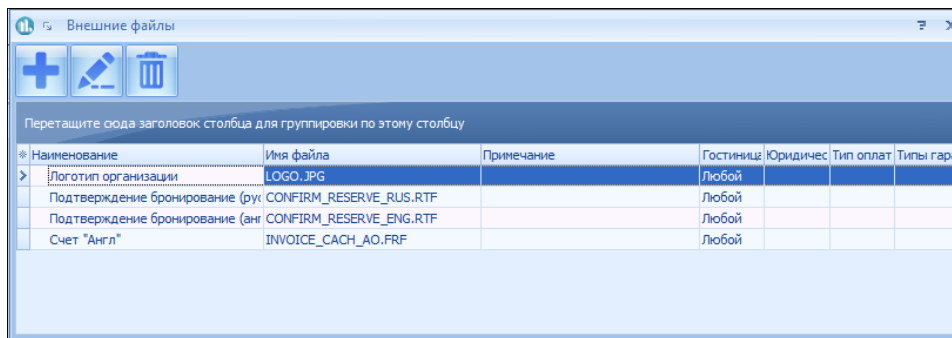 Внешние файлы
Перетащите сюда заголовок столбца для группировки по этому столбцу
Наименование Имя файла Примечание Гостиница Юридичес Тип оплат Типы гар
Логотип организации LOGO.JPG Любой
Подтверждение бронирование (ру CONFIRM_RESERVE_RUS.RTF Любой
Подтверждение бронирование (анг CONFIRM_RESERVE_ENG.RTF Любой
Счет "Англ" INVOICE_CACH_AO.FRF Любой